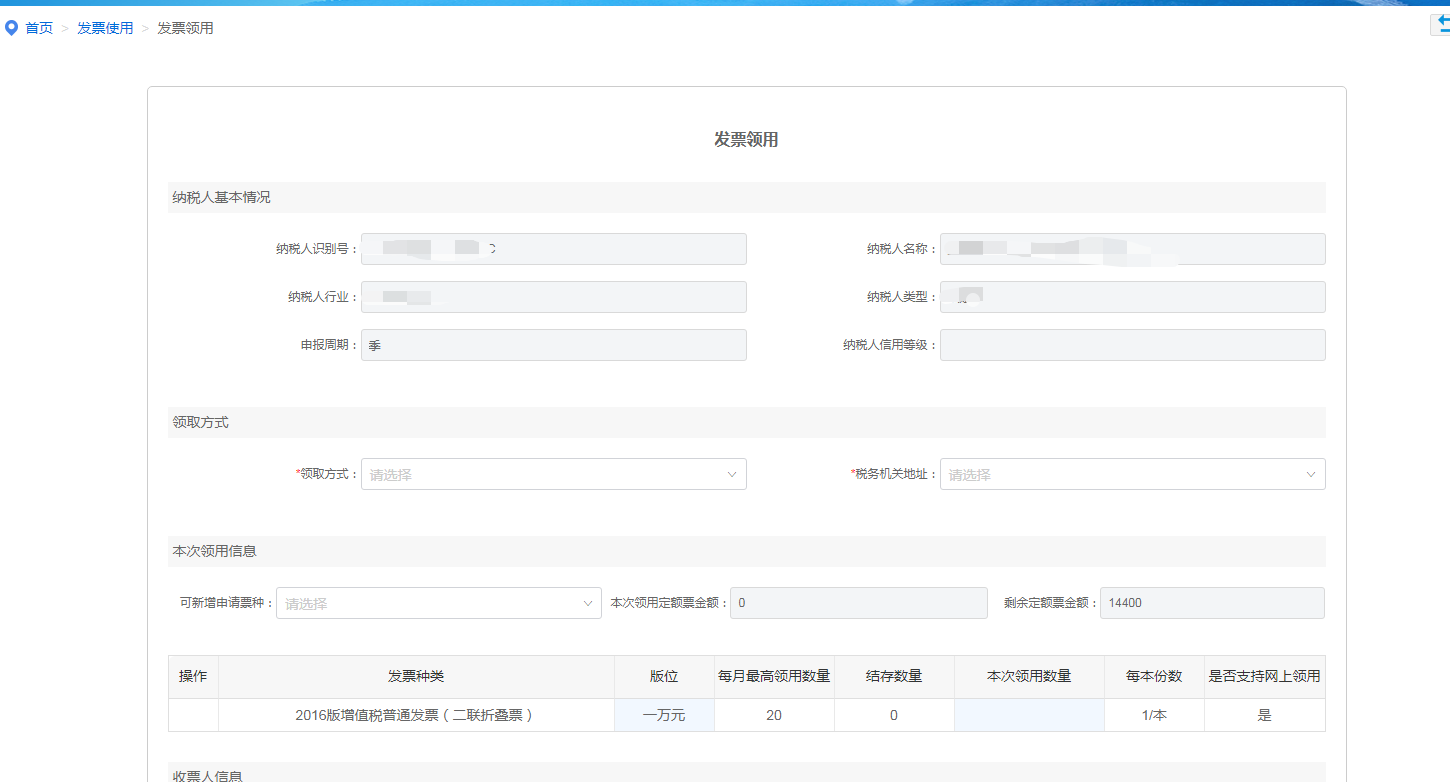 首页 > 发票使用 > 发票领用
发票领用
纳税人基本情况
纳税人识别号： 纳税人名称：
纳税人行业： 纳税人类型：
申报周期： 季 纳税人信用等级：
领取方式
*领取方式： 请选择 *税务机关地址： 请选择
本次领用信息
可新增申请票种： 请选择 本次领用定额票金额： 0 剩余定额票金额： 14400
操作 发票种类 版位 每月最高领用数量 结存数量 本次领用数量 每本份数 是否支持网上领用
2016版增值税普通发票（二联折叠票） 一万元 20 0 1/本 是
收票人信息